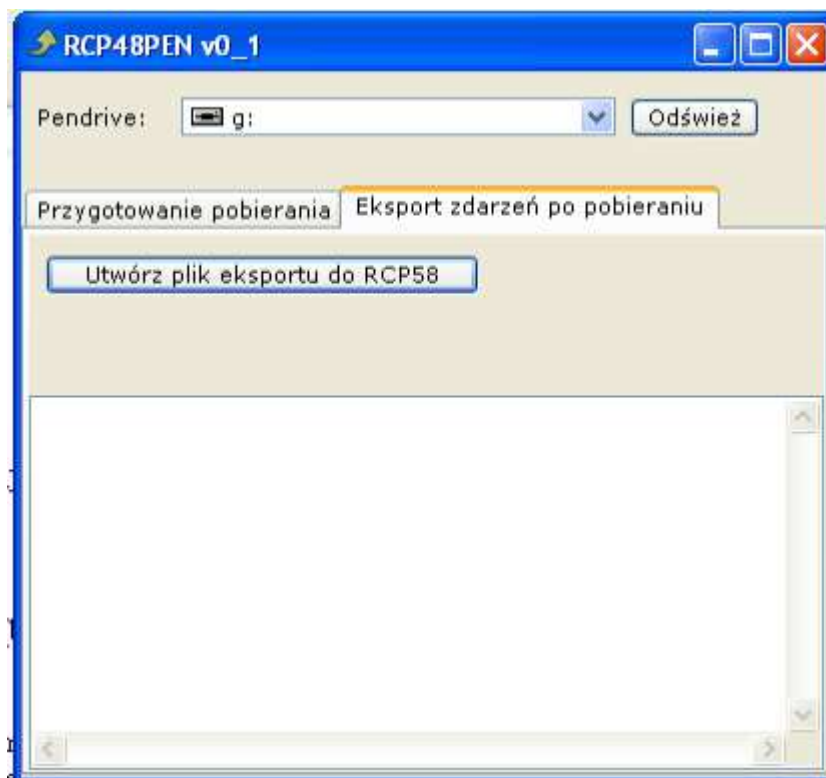 RCP48PEN v0_1
Pendrive: g: Odśwież
Przygotowanie pobierania Eksport zdarzeń po pobieraniu
Utwórz plik eksportu do RCP58